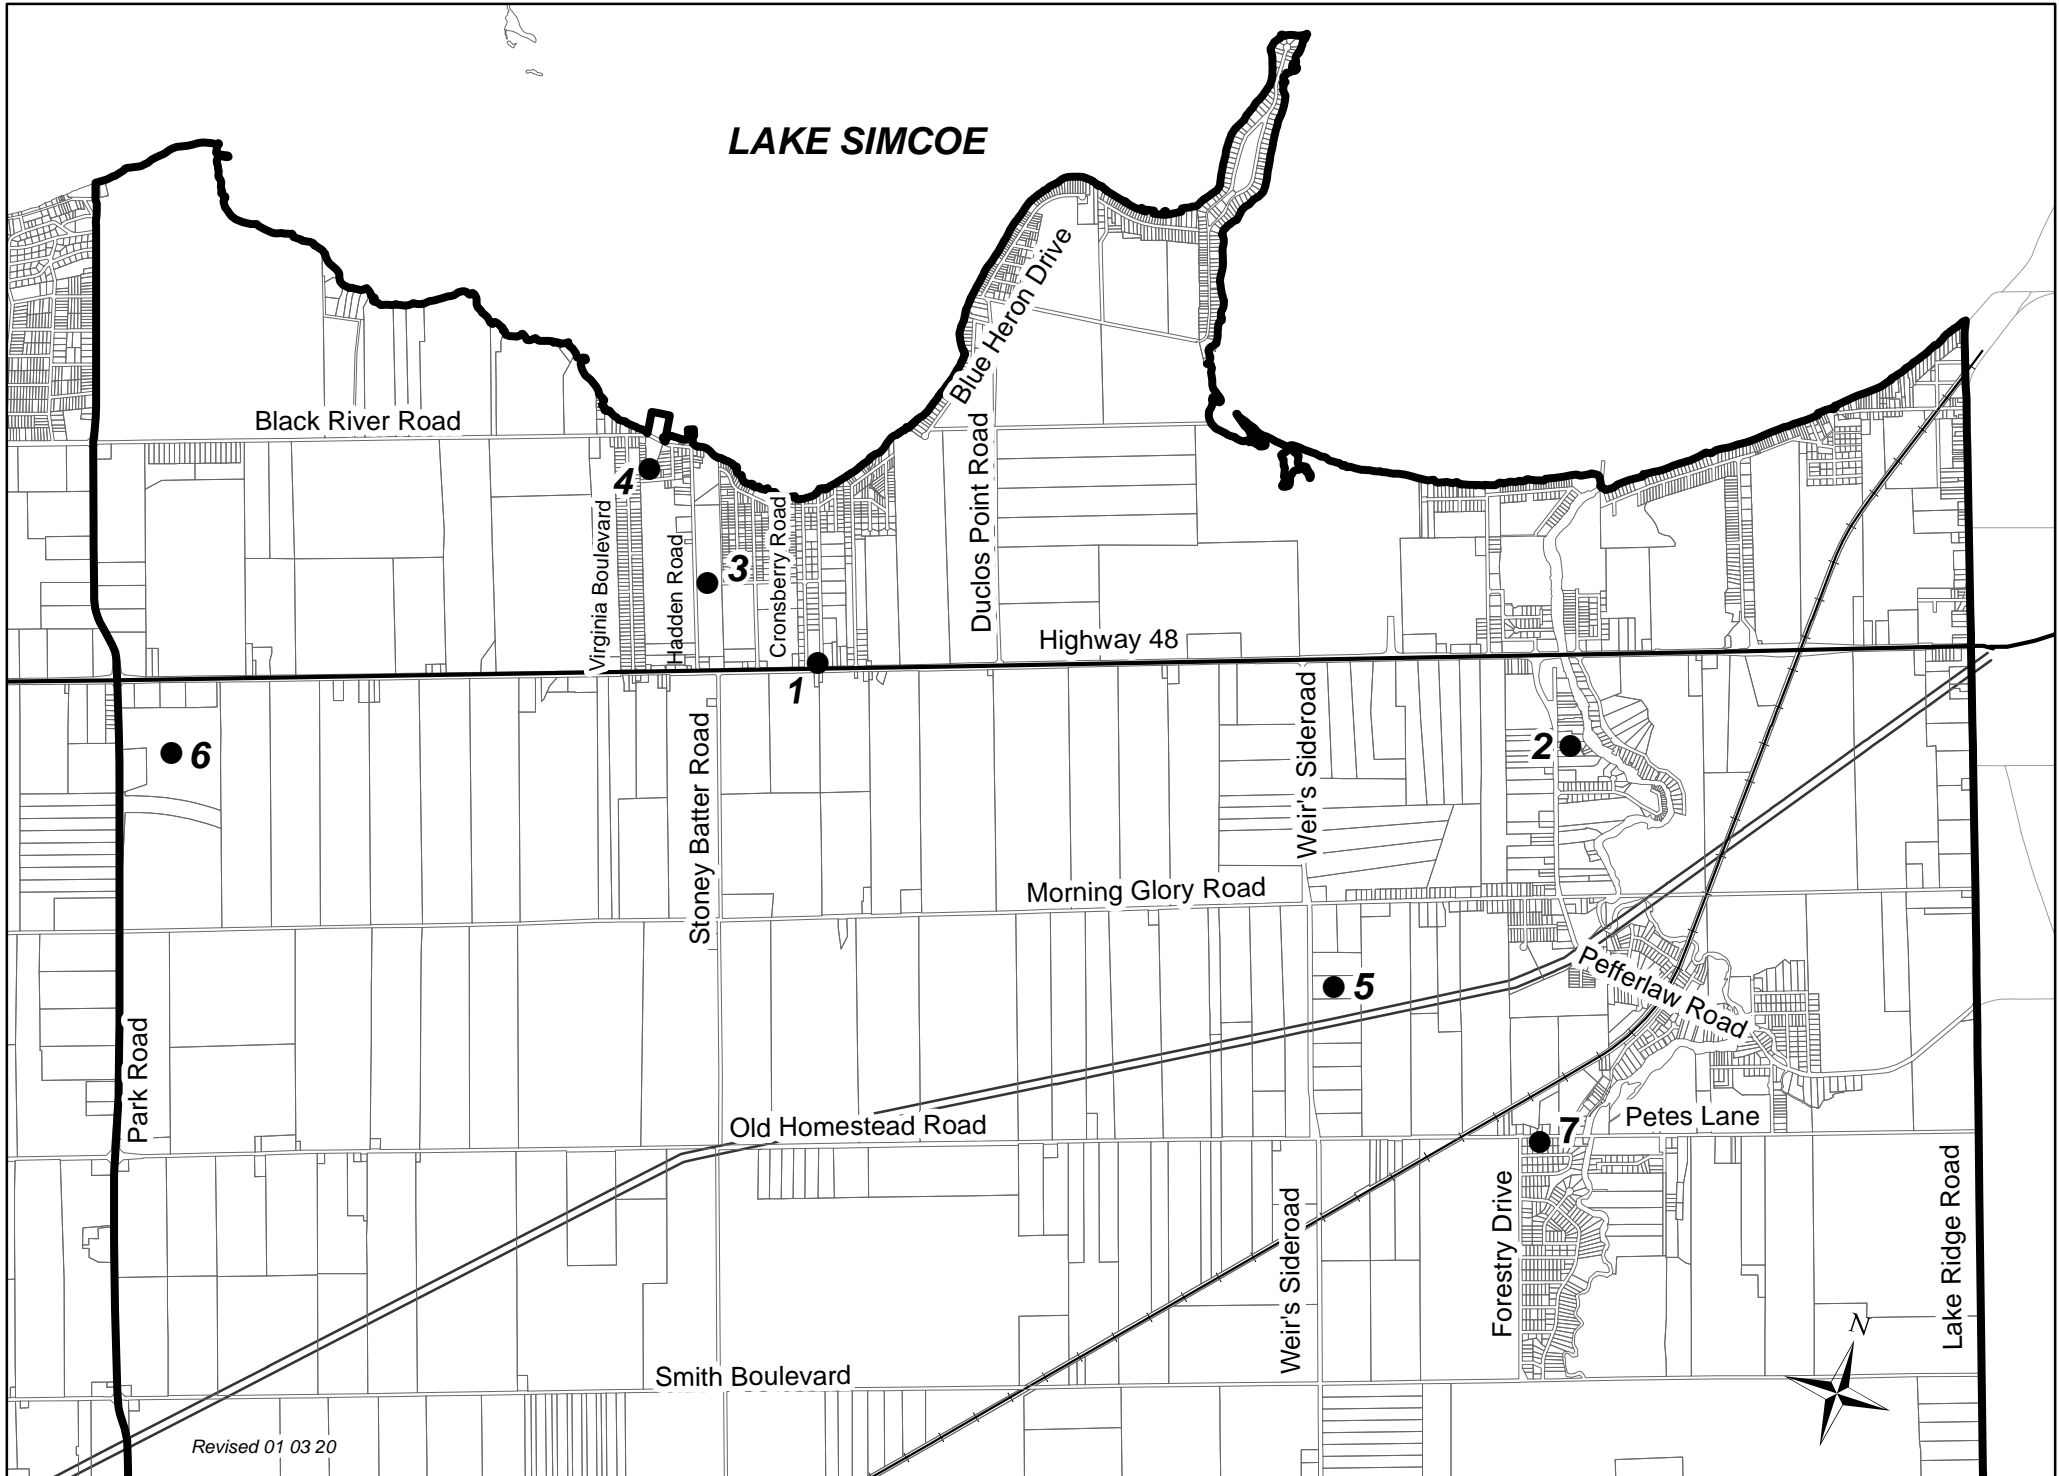 LAKE SIMCOE
Blue Heron Drive
Black River Road
4
Virginia Boulevard
Hadden Road
3
Cronsberry Road
Duclos Point Road
Highway 48
1
6
Stoney Batter Road
Weir's Sideroad
2
Morning Glory Road
5
Pefferlaw Road
Park Road
Old Homestead Road
7
Petes Lane
Weir's Sideroad
Forestry Drive
Lake Ridge Road
N
Smith Boulevard
Revised 01 03 20